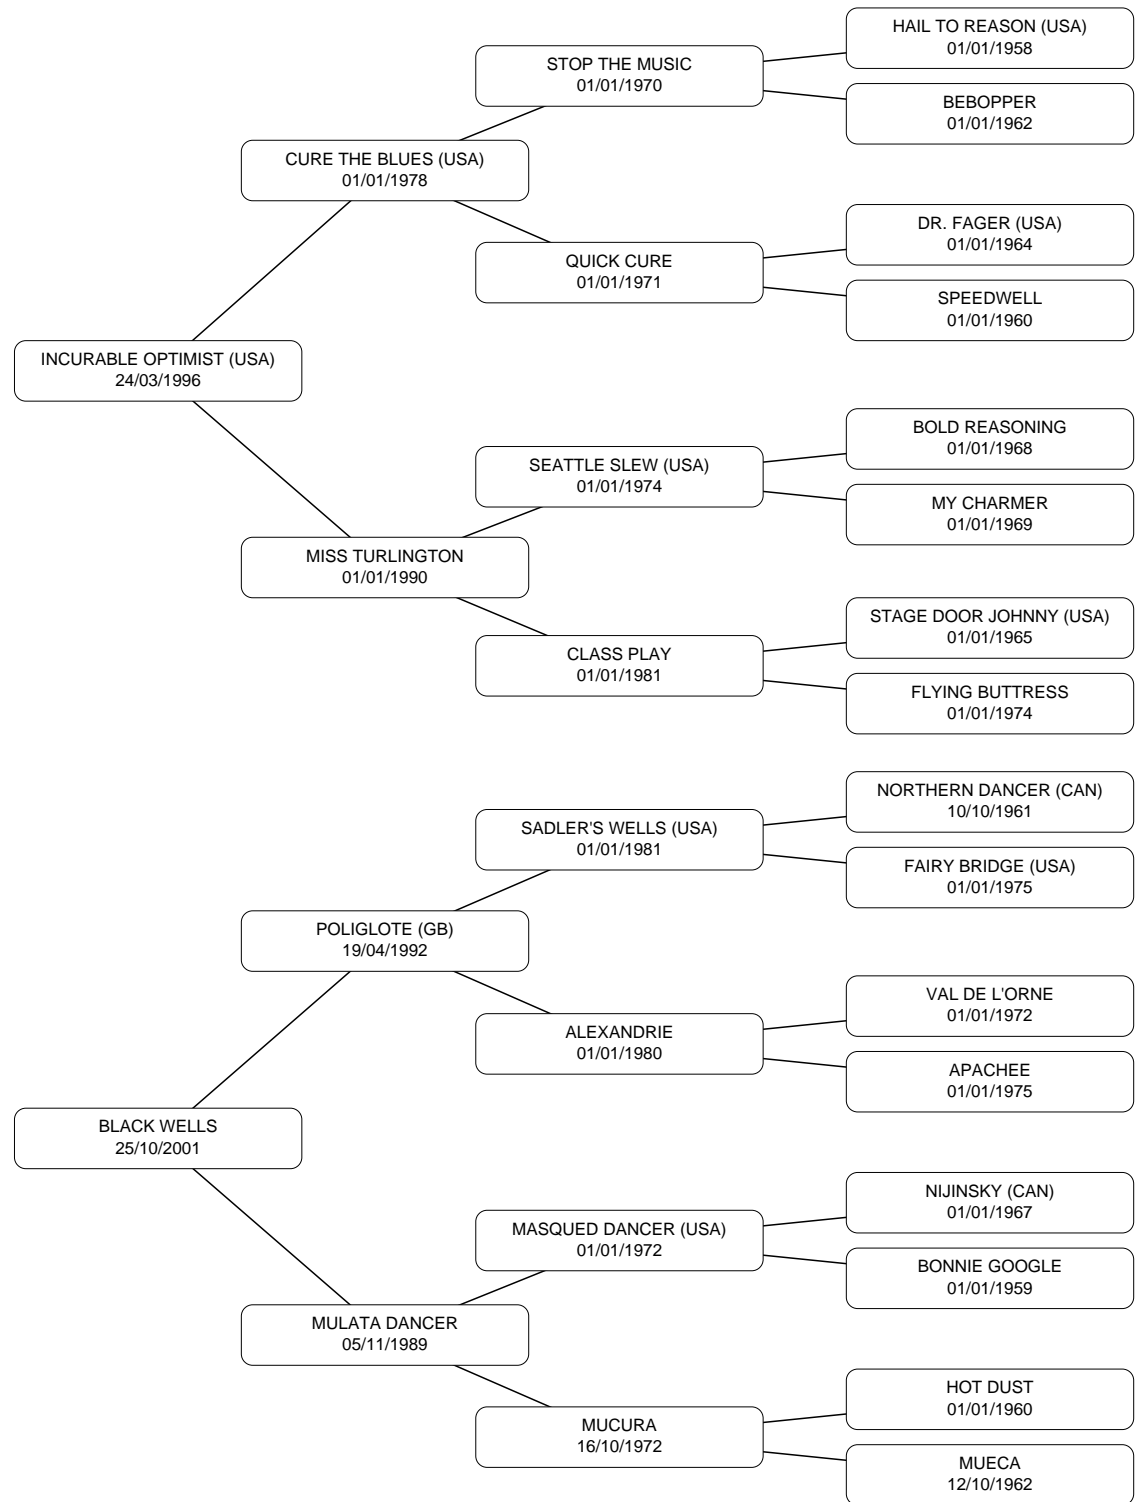 HAIL TO REASON (USA)
01/01/1958
STOP THE MUSIC
01/01/1970
BEBOPPER
01/01/1962
CURE THE BLUES (USA)
01/01/1978
DR. FAGER (USA)
01/01/1964
QUICK CURE
01/01/1971
SPEEDWELL
01/01/1960
INCURABLE OPTIMIST (USA)
24/03/1996
BOLD REASONING
01/01/1968
SEATTLE SLEW (USA)
01/01/1974
MY CHARMER
01/01/1969
MISS TURLINGTON
01/01/1990
STAGE DOOR JOHNNY (USA)
01/01/1965
CLASS PLAY
01/01/1981
FLYING BUTTRESS
01/01/1974
NORTHERN DANCER (CAN)
10/10/1961
SADLER'S WELLS (USA)
01/01/1981
FAIRY BRIDGE (USA)
01/01/1975
POLIGLOTE (GB)
19/04/1992
VAL DE L'ORNE
01/01/1972
ALEXANDRIE
01/01/1980
APACHEE
01/01/1975
BLACK WELLS
25/10/2001
NIJINSKY (CAN)
01/01/1967
MASQUED DANCER (USA)
01/01/1972
BONNIE GOOGLE
01/01/1959
MULATA DANCER
05/11/1989
HOT DUST
01/01/1960
MUCURA
16/10/1972
MUECA
12/10/1962